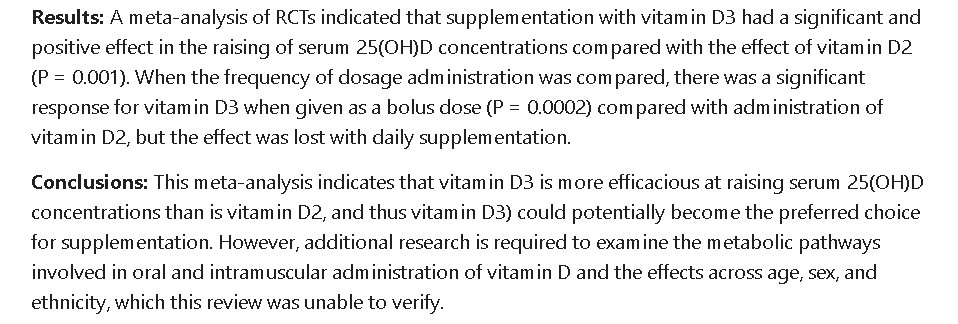 Results: A meta-analysis of RCTs indicated that supplementation with vitamin D3 had a significant and
positive effect in the raising of serum 25(OH)D concentrations compared with the effect of vitamin D2
(P = 0.001). When the frequency of dosage administration was compared, there was a significant
response for vitamin D3 when given as a bolus dose (P = 0.0002) compared with administration of
vitamin D2, but the effect was lost with daily supplementation.
Conclusions: This meta-analysis indicates that vitamin D3 is more efficacious at raising serum 25(OH)D
concentrations than is vitamin D2, and thus vitamin D3) could potentially become the preferred choice
for supplementation. However, additional research is required to examine the metabolic pathways
involved in oral and intramuscular administration of vitamin D and the effects across age, sex, and
ethnicity, which this review was unable to verify.